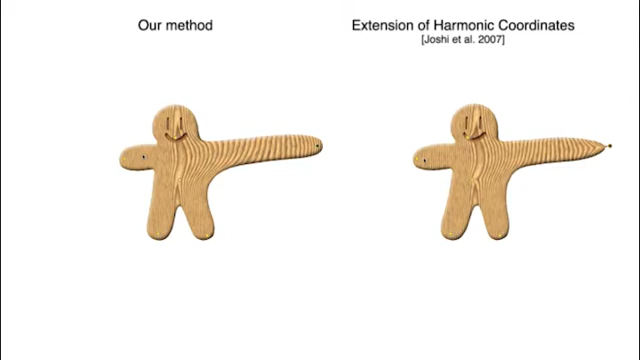 Our method
Extension of Harmonic Coordinates
[Joshi et al. 2007]